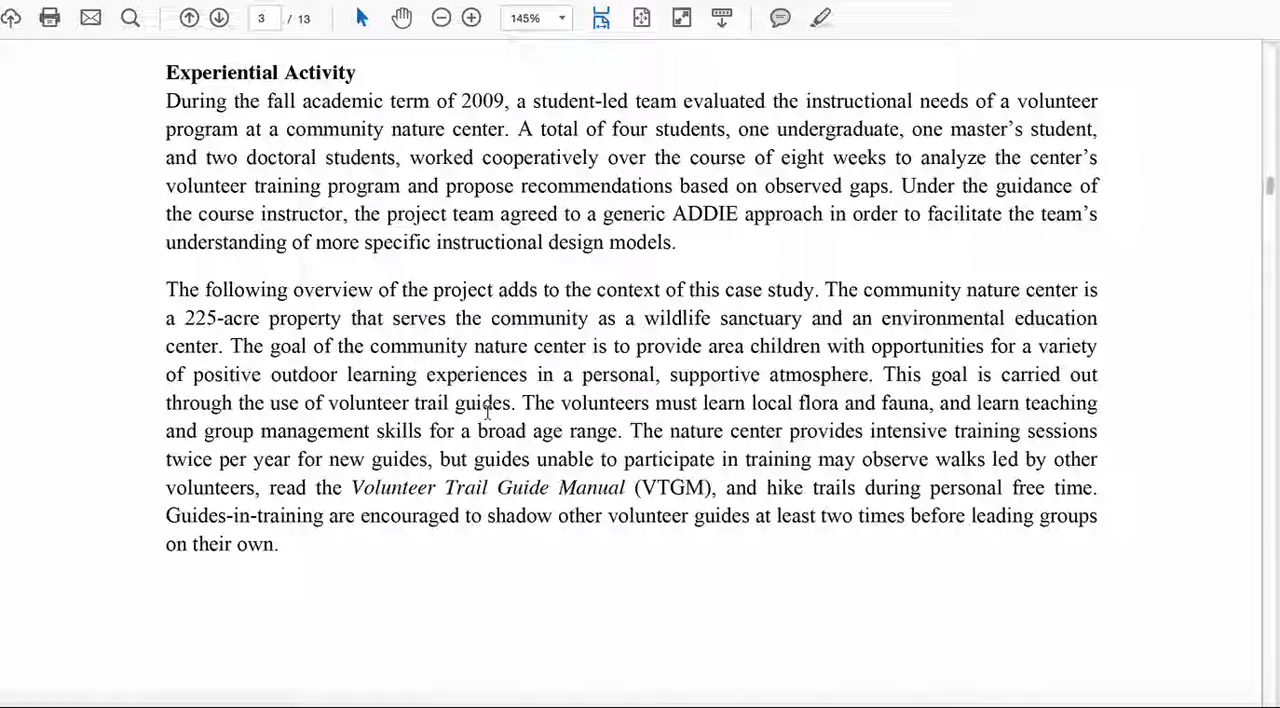 3 / 13 145%
Experiential Activity
During the fall academic term of 2009, a student-led team evaluated the instructional needs of a volunteer
program at a community nature center. A total of four students, one undergraduate, one master’s student,
and two doctoral students, worked cooperatively over the course of eight weeks to analyze the center’s
volunteer training program and propose recommendations based on observed gaps. Under the guidance of
the course instructor, the project team agreed to a generic ADDIE approach in order to facilitate the team’s
understanding of more specific instructional design models.
The following overview of the project adds to the context of this case study. The community nature center is
a 225-acre property that serves the community as a wildlife sanctuary and an environmental education
center. The goal of the community nature center is to provide area children with opportunities for a variety
of positive outdoor learning experiences in a personal, supportive atmosphere. This goal is carried out
through the use of volunteer trail guides. The volunteers must learn local flora and fauna, and learn teaching
and group management skills for a broad age range. The nature center provides intensive training sessions
twice per year for new guides, but guides unable to participate in training may observe walks led by other
volunteers, read the Volunteer Trail Guide Manual (VTGM), and hike trails during personal free time.
Guides-in-training are encouraged to shadow other volunteer guides at least two times before leading groups
on their own.